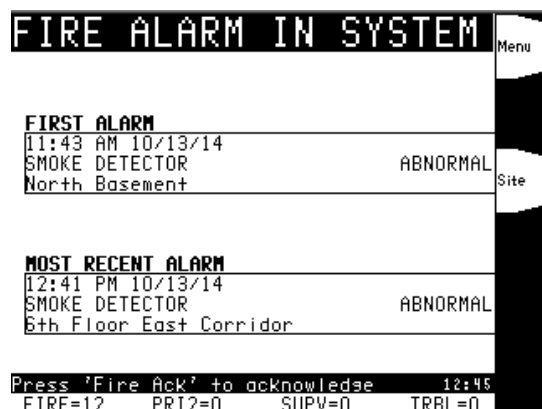 FIRE ALARM IN SYSTEM
Menu
FIRST ALARM
11:43 AM 10/13/14
SMOKE DETECTOR ABNORMAL
North Basement
Site
MOST RECENT ALARM
12:41 PM 10/13/14
SMOKE DETECTOR ABNORMAL
6th Floor East Corridor
Press 'Fire Ack' to acknowledge 12:45
FIRE=12 PRI2=0 SUPV=0 TRBL=0